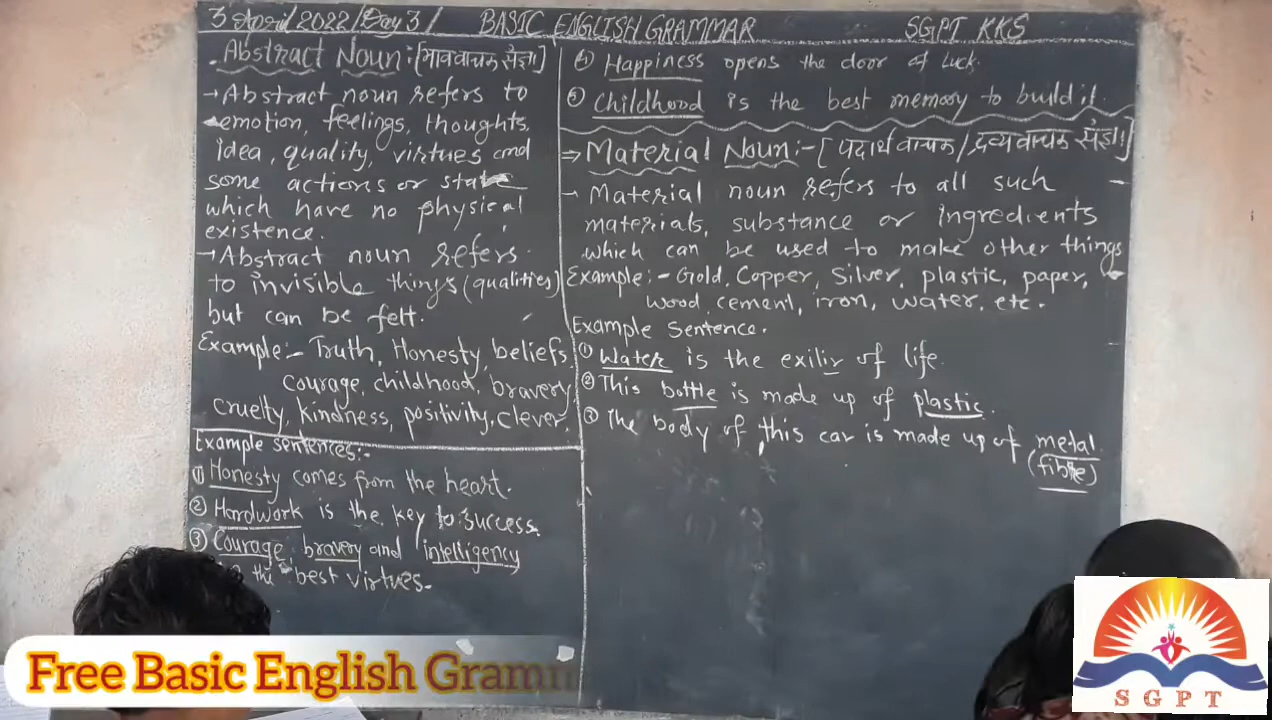 3 April 2022/Day 3/ BASIC ENGLISH GRAMMAR SGPT KKS
Abstract Noun:-[भाववाचक संज्ञा]
→ Abstract noun refers to
emotion, feelings, thoughts,
idea, quality, virtues and
some actions or state
which have no physical
existence.
→ Abstract noun refers
to invisible things (qualities)
but can be felt.
Example:- Truth, Honesty, beliefs,
courage, childhood, bravery,
cruelty, kindness, positivity, clever.
Example sentences:-
① Honesty comes from the heart.
② Hardwork is the key to success.
③ Courage, bravery and intelligency
the best virtues.
④ Happiness opens the door of luck.
⑤ Childhood is the best memory to build it.
⇒ Material Noun:-[पदार्थ वाचक/द्रव्य वाचक संज्ञा]
→ Material noun refers to all such
materials, substance or ingredients
which can be used to make other things
Example:- Gold, Copper, Silver, plastic, paper,
wood, cement, iron, water, etc.
Example Sentence.
① Water is the exilir of life.
② This bottle is made up of plastic.
③ The body of this car is made up of metal
(fibre)
Free Basic English Gramm
SGPT